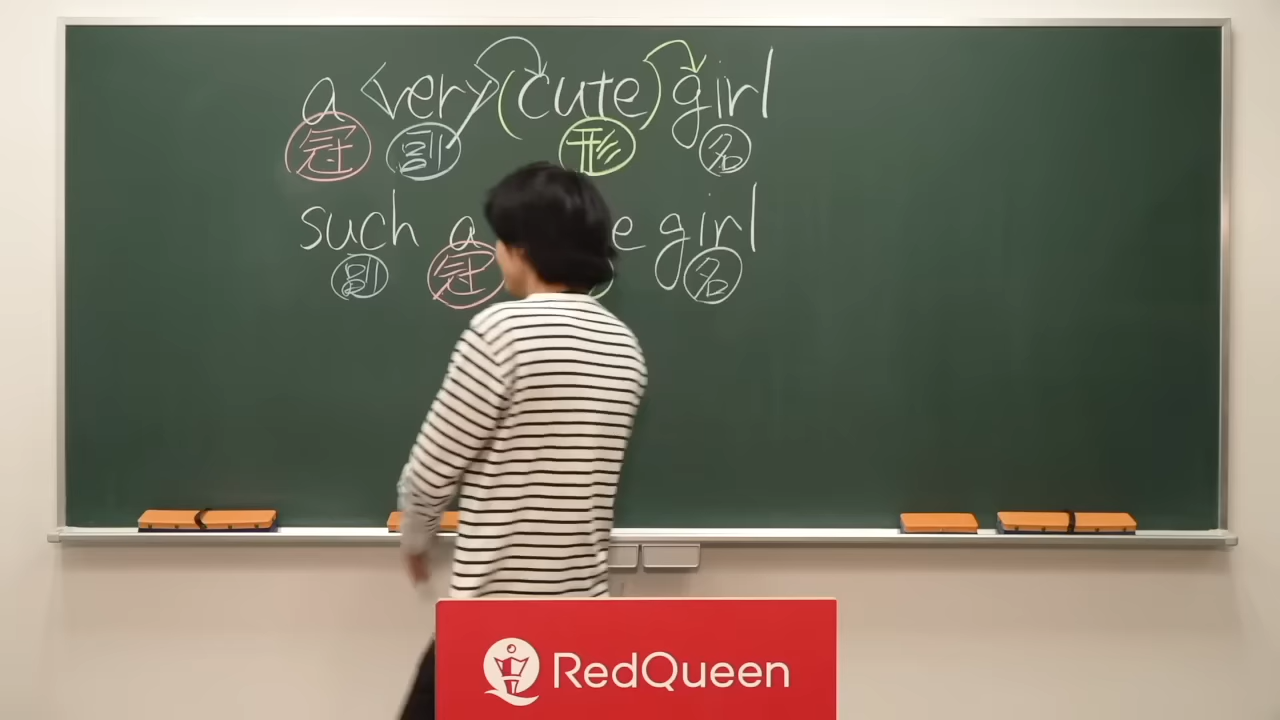 a <very> (cute) girl
冠 副 形 名
such a e girl
副 冠 名
RedQueen